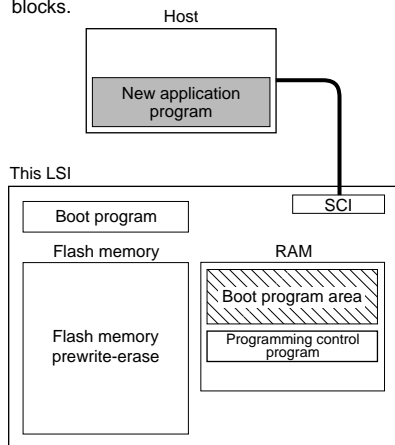 blocks.
Host
New application
program
This LSI
SCI
Boot program
Flash memory
RAM
Boot program area
Flash memory
prewrite-erase
Programming control
program